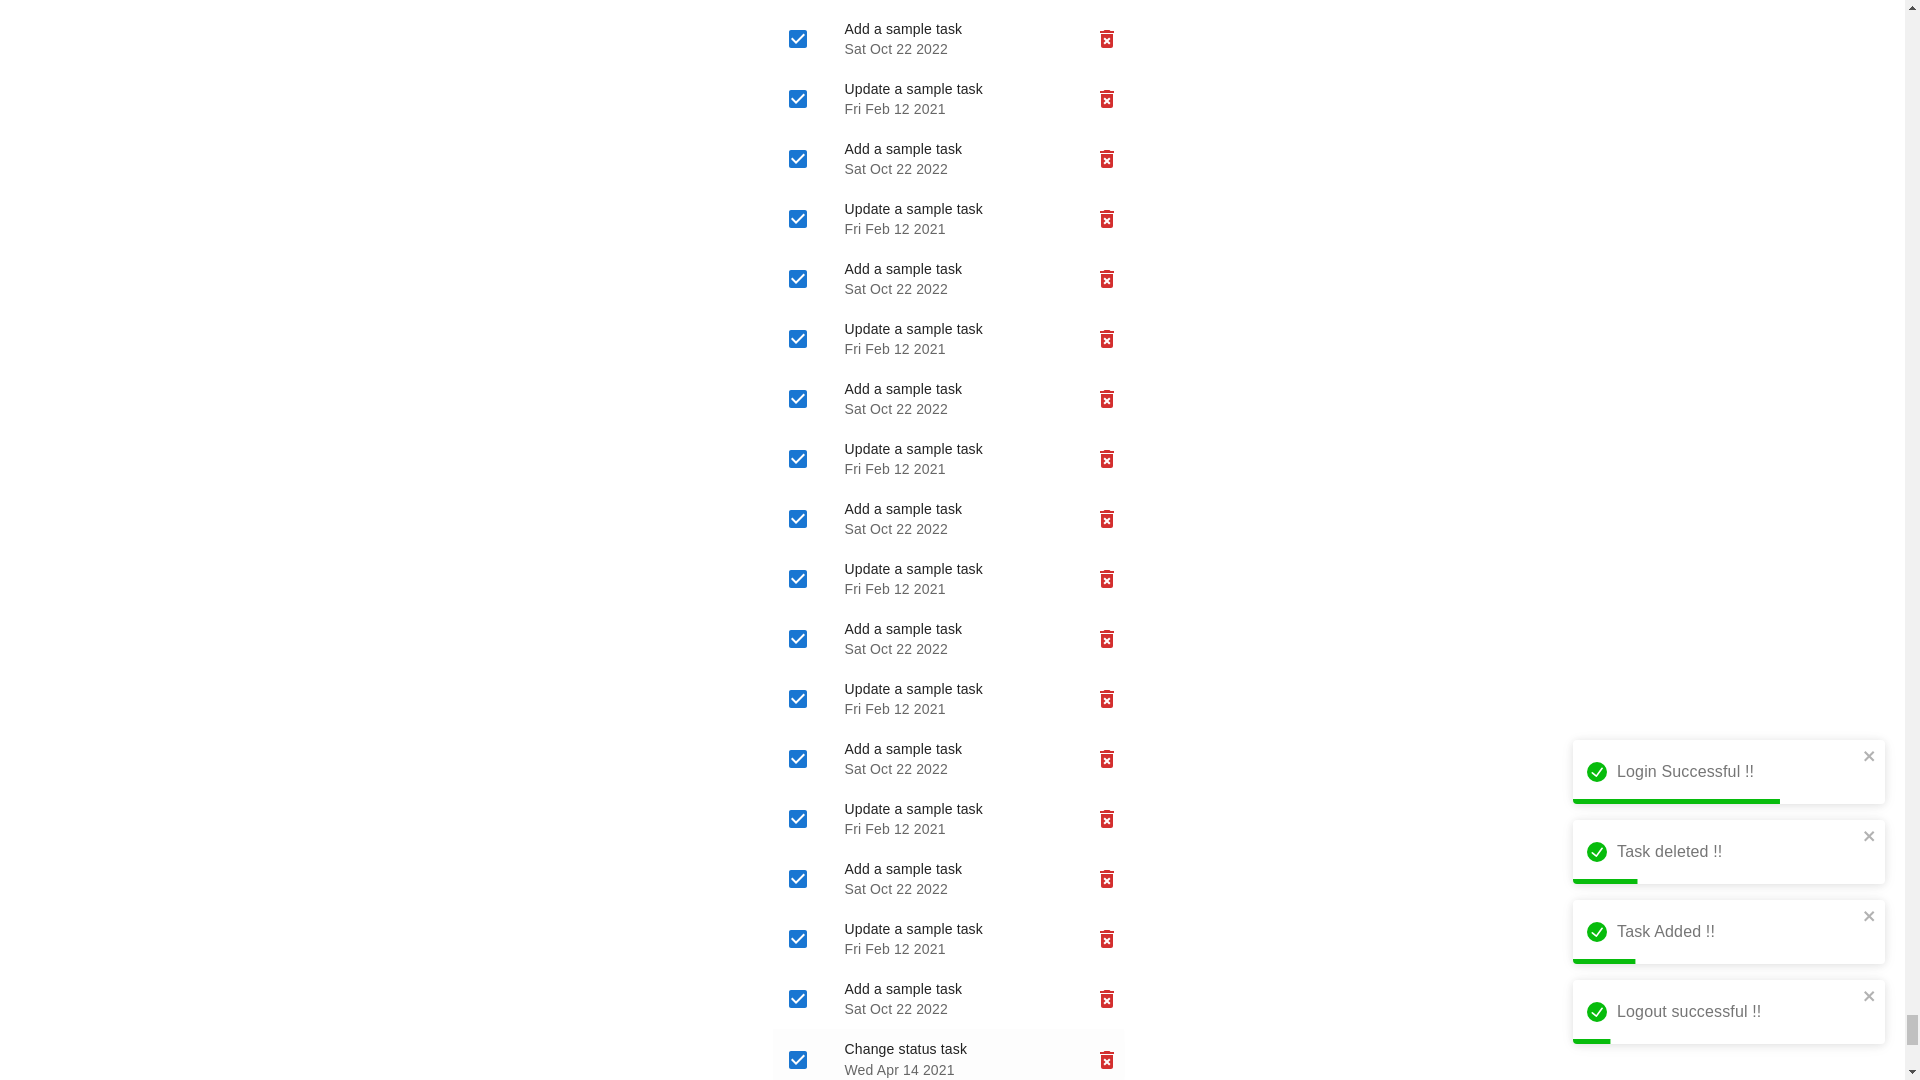 Add a sample task
Sat Oct 22 2022
Update a sample task
Fri Feb 12 2021
Add a sample task
Sat Oct 22 2022
Update a sample task
Fri Feb 12 2021
Add a sample task
Sat Oct 22 2022
Update a sample task
Fri Feb 12 2021
Add a sample task
Sat Oct 22 2022
Update a sample task
Fri Feb 12 2021
Add a sample task
Sat Oct 22 2022
Update a sample task
Fri Feb 12 2021
Add a sample task
Sat Oct 22 2022
Update a sample task
Fri Feb 12 2021
Add a sample task
Sat Oct 22 2022
Update a sample task
Fri Feb 12 2021
Add a sample task
Sat Oct 22 2022
Update a sample task
Fri Feb 12 2021
Add a sample task
Sat Oct 22 2022
Change status task
Wed Apr 14 2021
Login Successful !!
Task deleted !!
Task Added !!
Logout successful !!